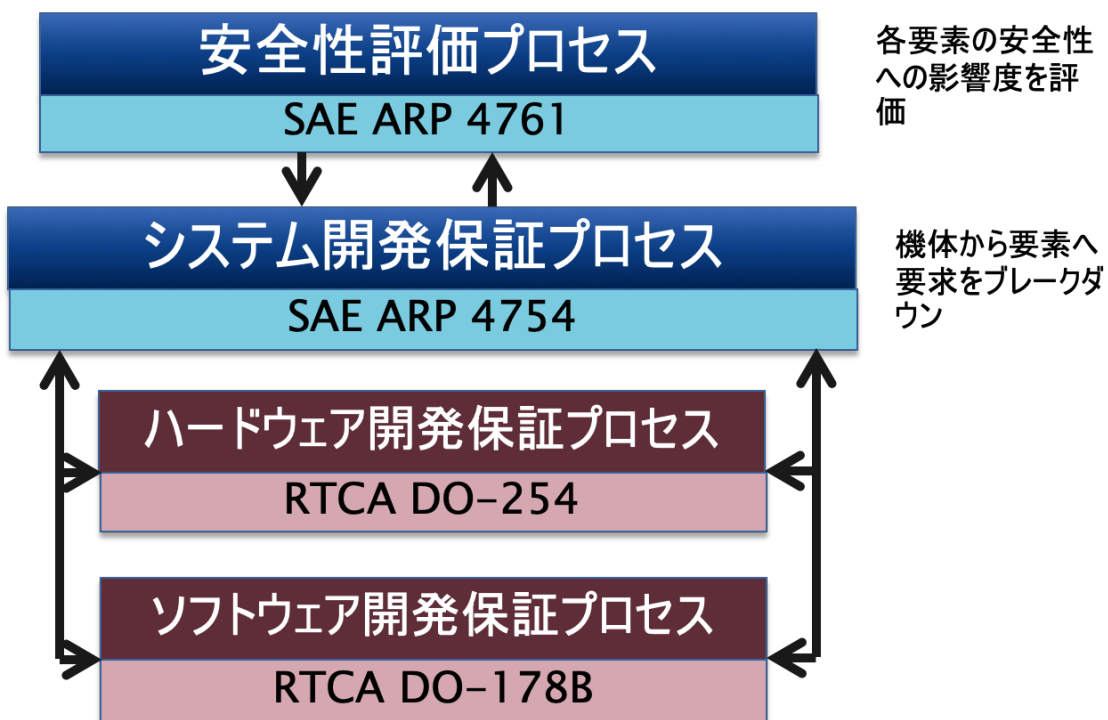 安全性評価プロセス
SAE ARP 4761
各要素の安全性
への影響度を評
価
システム開発保証プロセス
SAE ARP 4754
機体から要素へ
要求をブレークダ
ウン
ハードウェア開発保証プロセス
RTCA DO-254
ソフトウェア開発保証プロセス
RTCA DO-178B